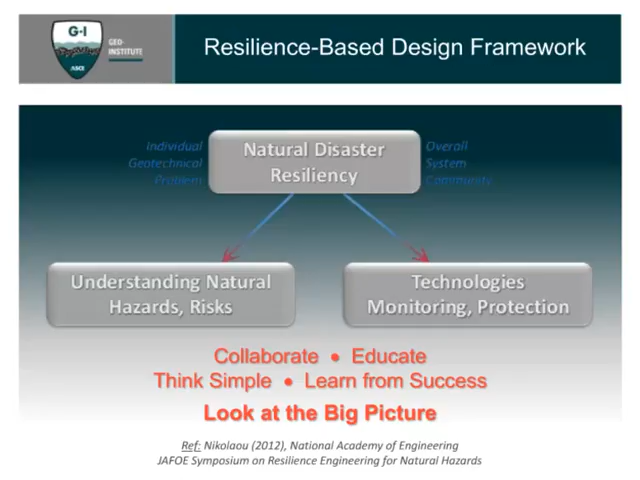 G-I
GEO-
INSTITUTE
ASCE
Resilience-Based Design Framework
Individual
Geotechnical
Problem
Natural Disaster
Resiliency
Overall
System
Community
Understanding Natural
Hazards, Risks
Technologies
Monitoring, Protection
Collaborate • Educate
Think Simple • Learn from Success
Look at the Big Picture
Ref: Nikolaou (2012), National Academy of Engineering
JAFOE Symposium on Resilience Engineering for Natural Hazards